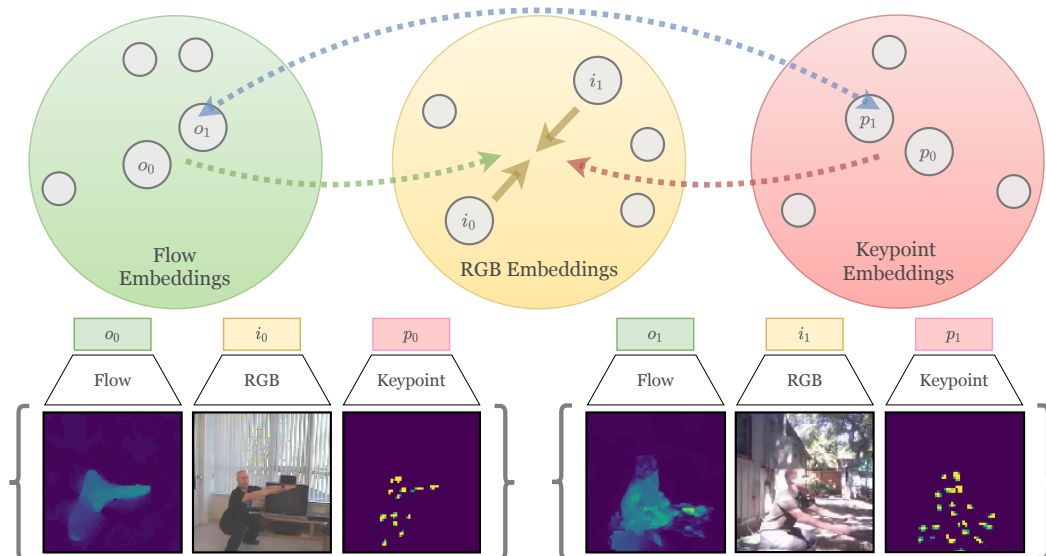 i₁
o₁
p₁
o₀
p₀
i₀
Flow
Embeddings
RGB Embeddings
Keypoint
Embeddings
o₀ i₀ p₀ o₁ i₁ p₁
Flow RGB Keypoint Flow RGB Keypoint